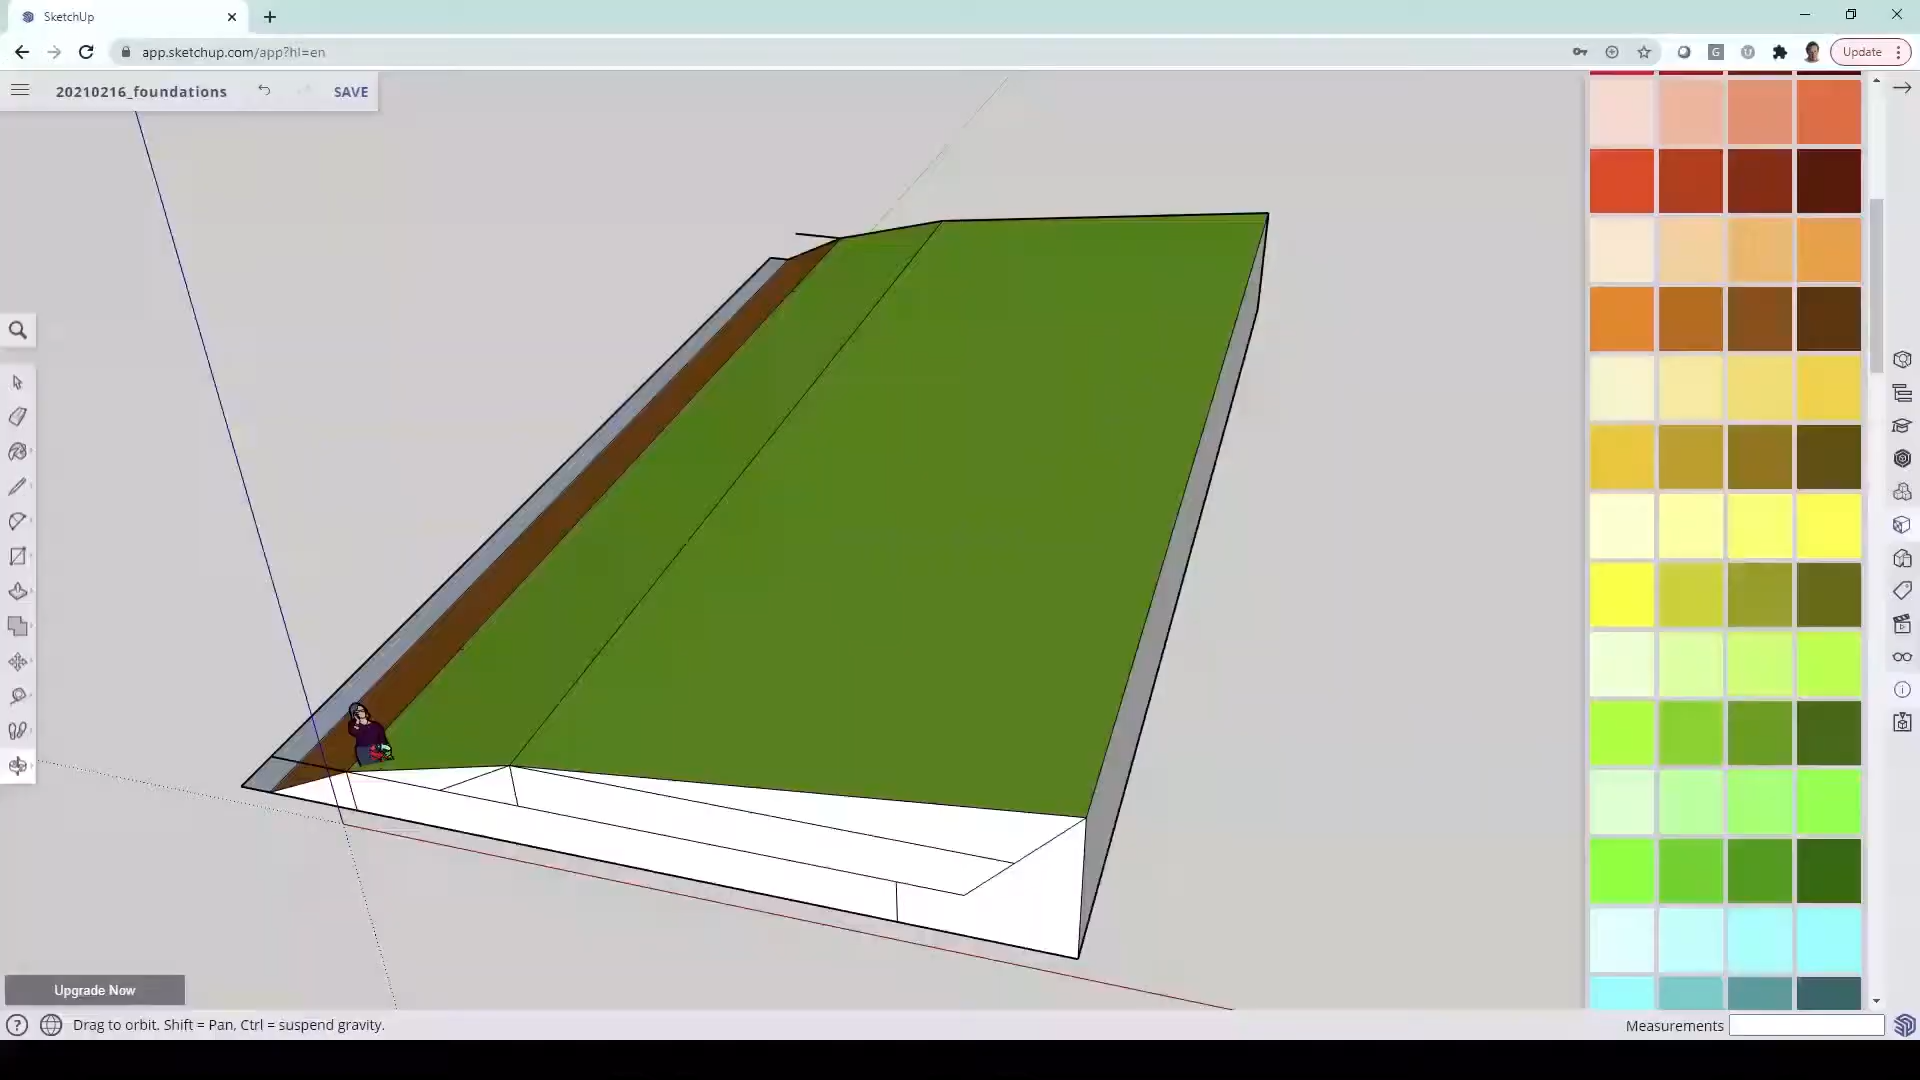 SketchUp
app.sketchup.com/app?hl=en
Update
20210216_foundations
SAVE
Upgrade Now
Drag to orbit. Shift = Pan, Ctrl = suspend gravity.
Measurements